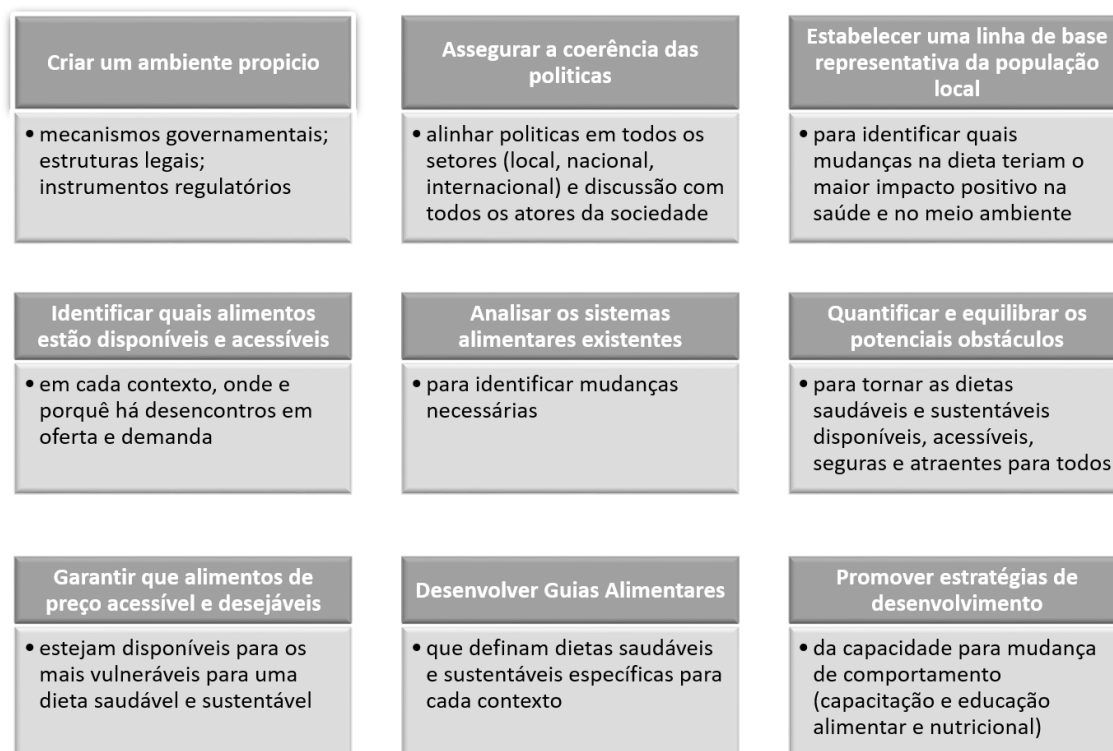 Criar um ambiente propicio
• mecanismos governamentais;
estruturas legais;
instrumentos regulatórios
Assegurar a coerência das
politicas
• alinhar politicas em todos os
setores (local, nacional,
internacional) e discussão com
todos os atores da sociedade
Estabelecer uma linha de base
representativa da população
local
• para identificar quais
mudanças na dieta teriam o
maior impacto positivo na
saúde e no meio ambiente
Identificar quais alimentos
estão disponíveis e acessíveis
• em cada contexto, onde e
porquê há desencontros em
oferta e demanda
Analisar os sistemas
alimentares existentes
• para identificar mudanças
necessárias
Quantificar e equilibrar os
potenciais obstáculos
• para tornar as dietas
saudáveis e sustentáveis
disponíveis, acessíveis,
seguras e atraentes para todos
Garantir que alimentos de
preço acessível e desejáveis
• estejam disponíveis para os
mais vulneráveis para uma
dieta saudável e sustentável
Desenvolver Guias Alimentares
• que definam dietas saudáveis
e sustentáveis específicas para
cada contexto
Promover estratégias de
desenvolvimento
• da capacidade para mudança
de comportamento
(capacitação e educação
alimentar e nutricional)